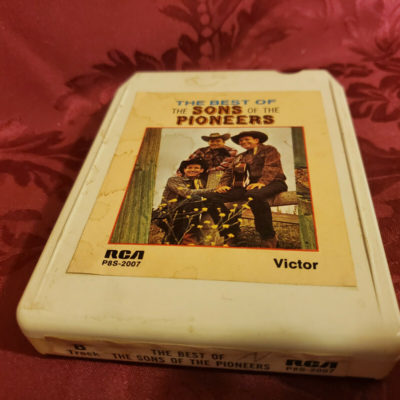 THE BEST OF
THE SONS OF THE
PIONEERS
RCA
P8S-2007
Victor
8
Track
THE BEST OF
THE SONS OF THE PIONEERS
RCA
P8S-2007